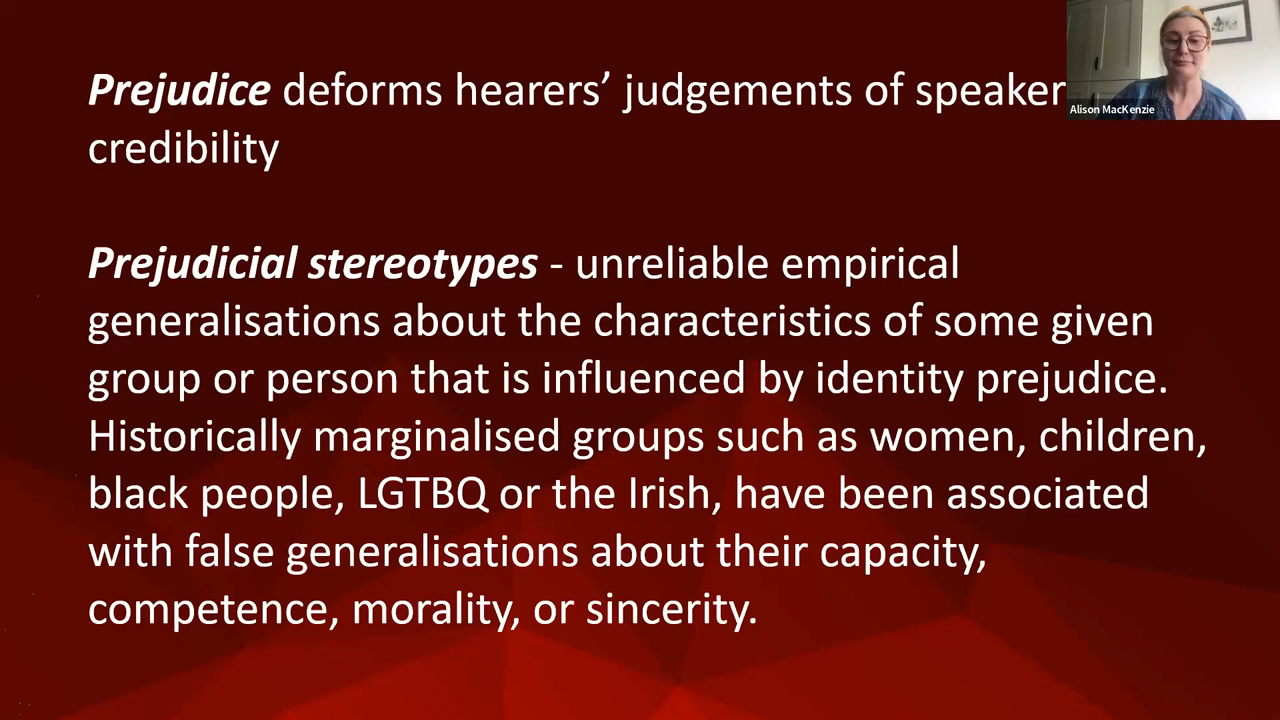 Prejudice deforms hearers’ judgements of speaker
credibility
Prejudicial stereotypes - unreliable empirical
generalisations about the characteristics of some given
group or person that is influenced by identity prejudice.
Historically marginalised groups such as women, children,
black people, LGTBQ or the Irish, have been associated
with false generalisations about their capacity,
competence, morality, or sincerity.
Alison MacKenzie